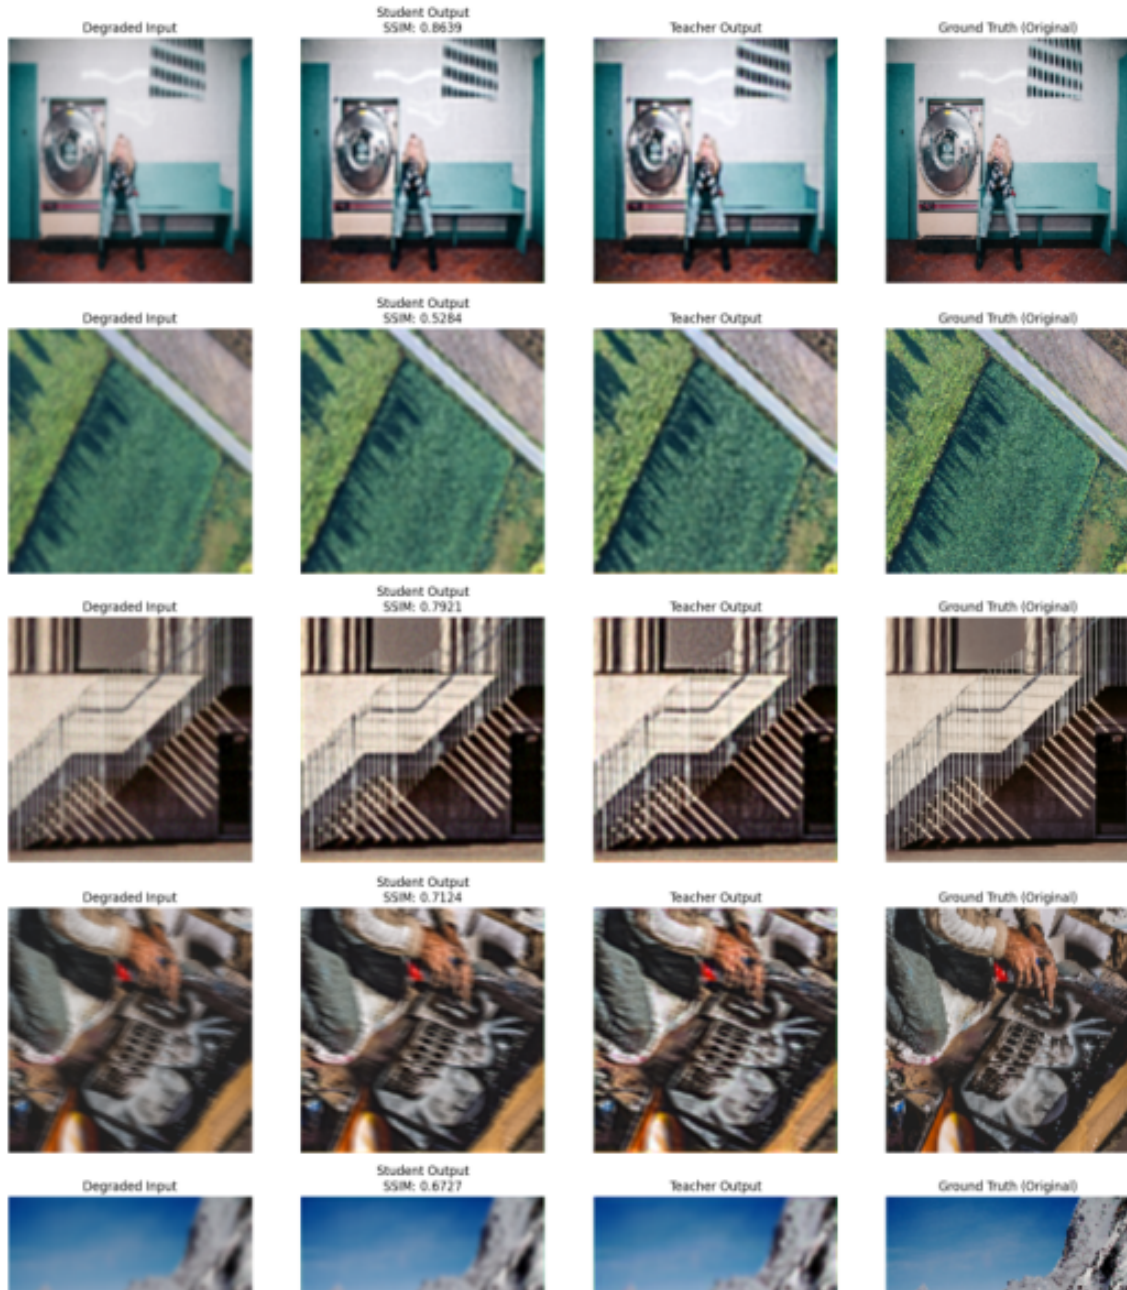 Degraded Input
Student Output
SSIM: 0.8639
Teacher Output
Ground Truth (Original)
Degraded Input
Student Output
SSIM: 0.5284
Teacher Output
Ground Truth (Original)
Degraded Input
Student Output
SSIM: 0.7921
Teacher Output
Ground Truth (Original)
Degraded Input
Student Output
SSIM: 0.7124
Teacher Output
Ground Truth (Original)
Degraded Input
Student Output
SSIM: 0.6727
Teacher Output
Ground Truth (Original)